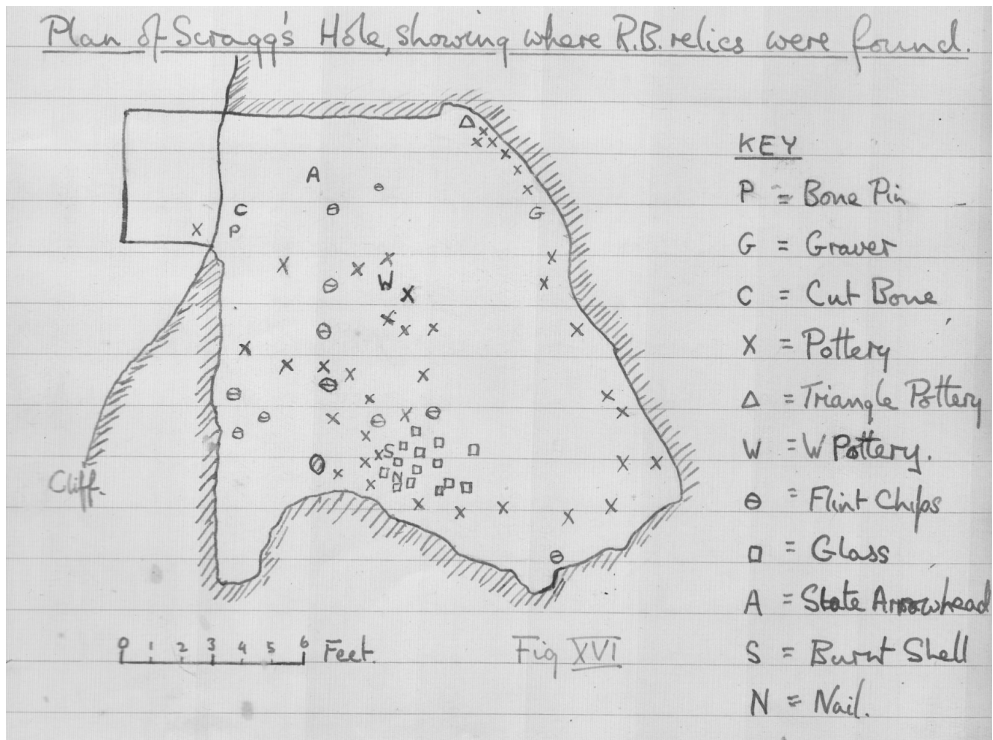 Plan of Scragg's Hole, showing where R.B. relics were found.
KEY
P = Bone Pin
G = Graver
C = Cut Bone
X = Pottery
△ = Triangle Pottery
W = W Pottery.
⊖ = Flint Chips
□ = Glass
A = Slate Arrowhead
S = Burnt Shell
N = Nail.
A
C
P
G
W
S
N
Cliff.
0 1 2 3 4 5 6 Feet.
Fig XVI